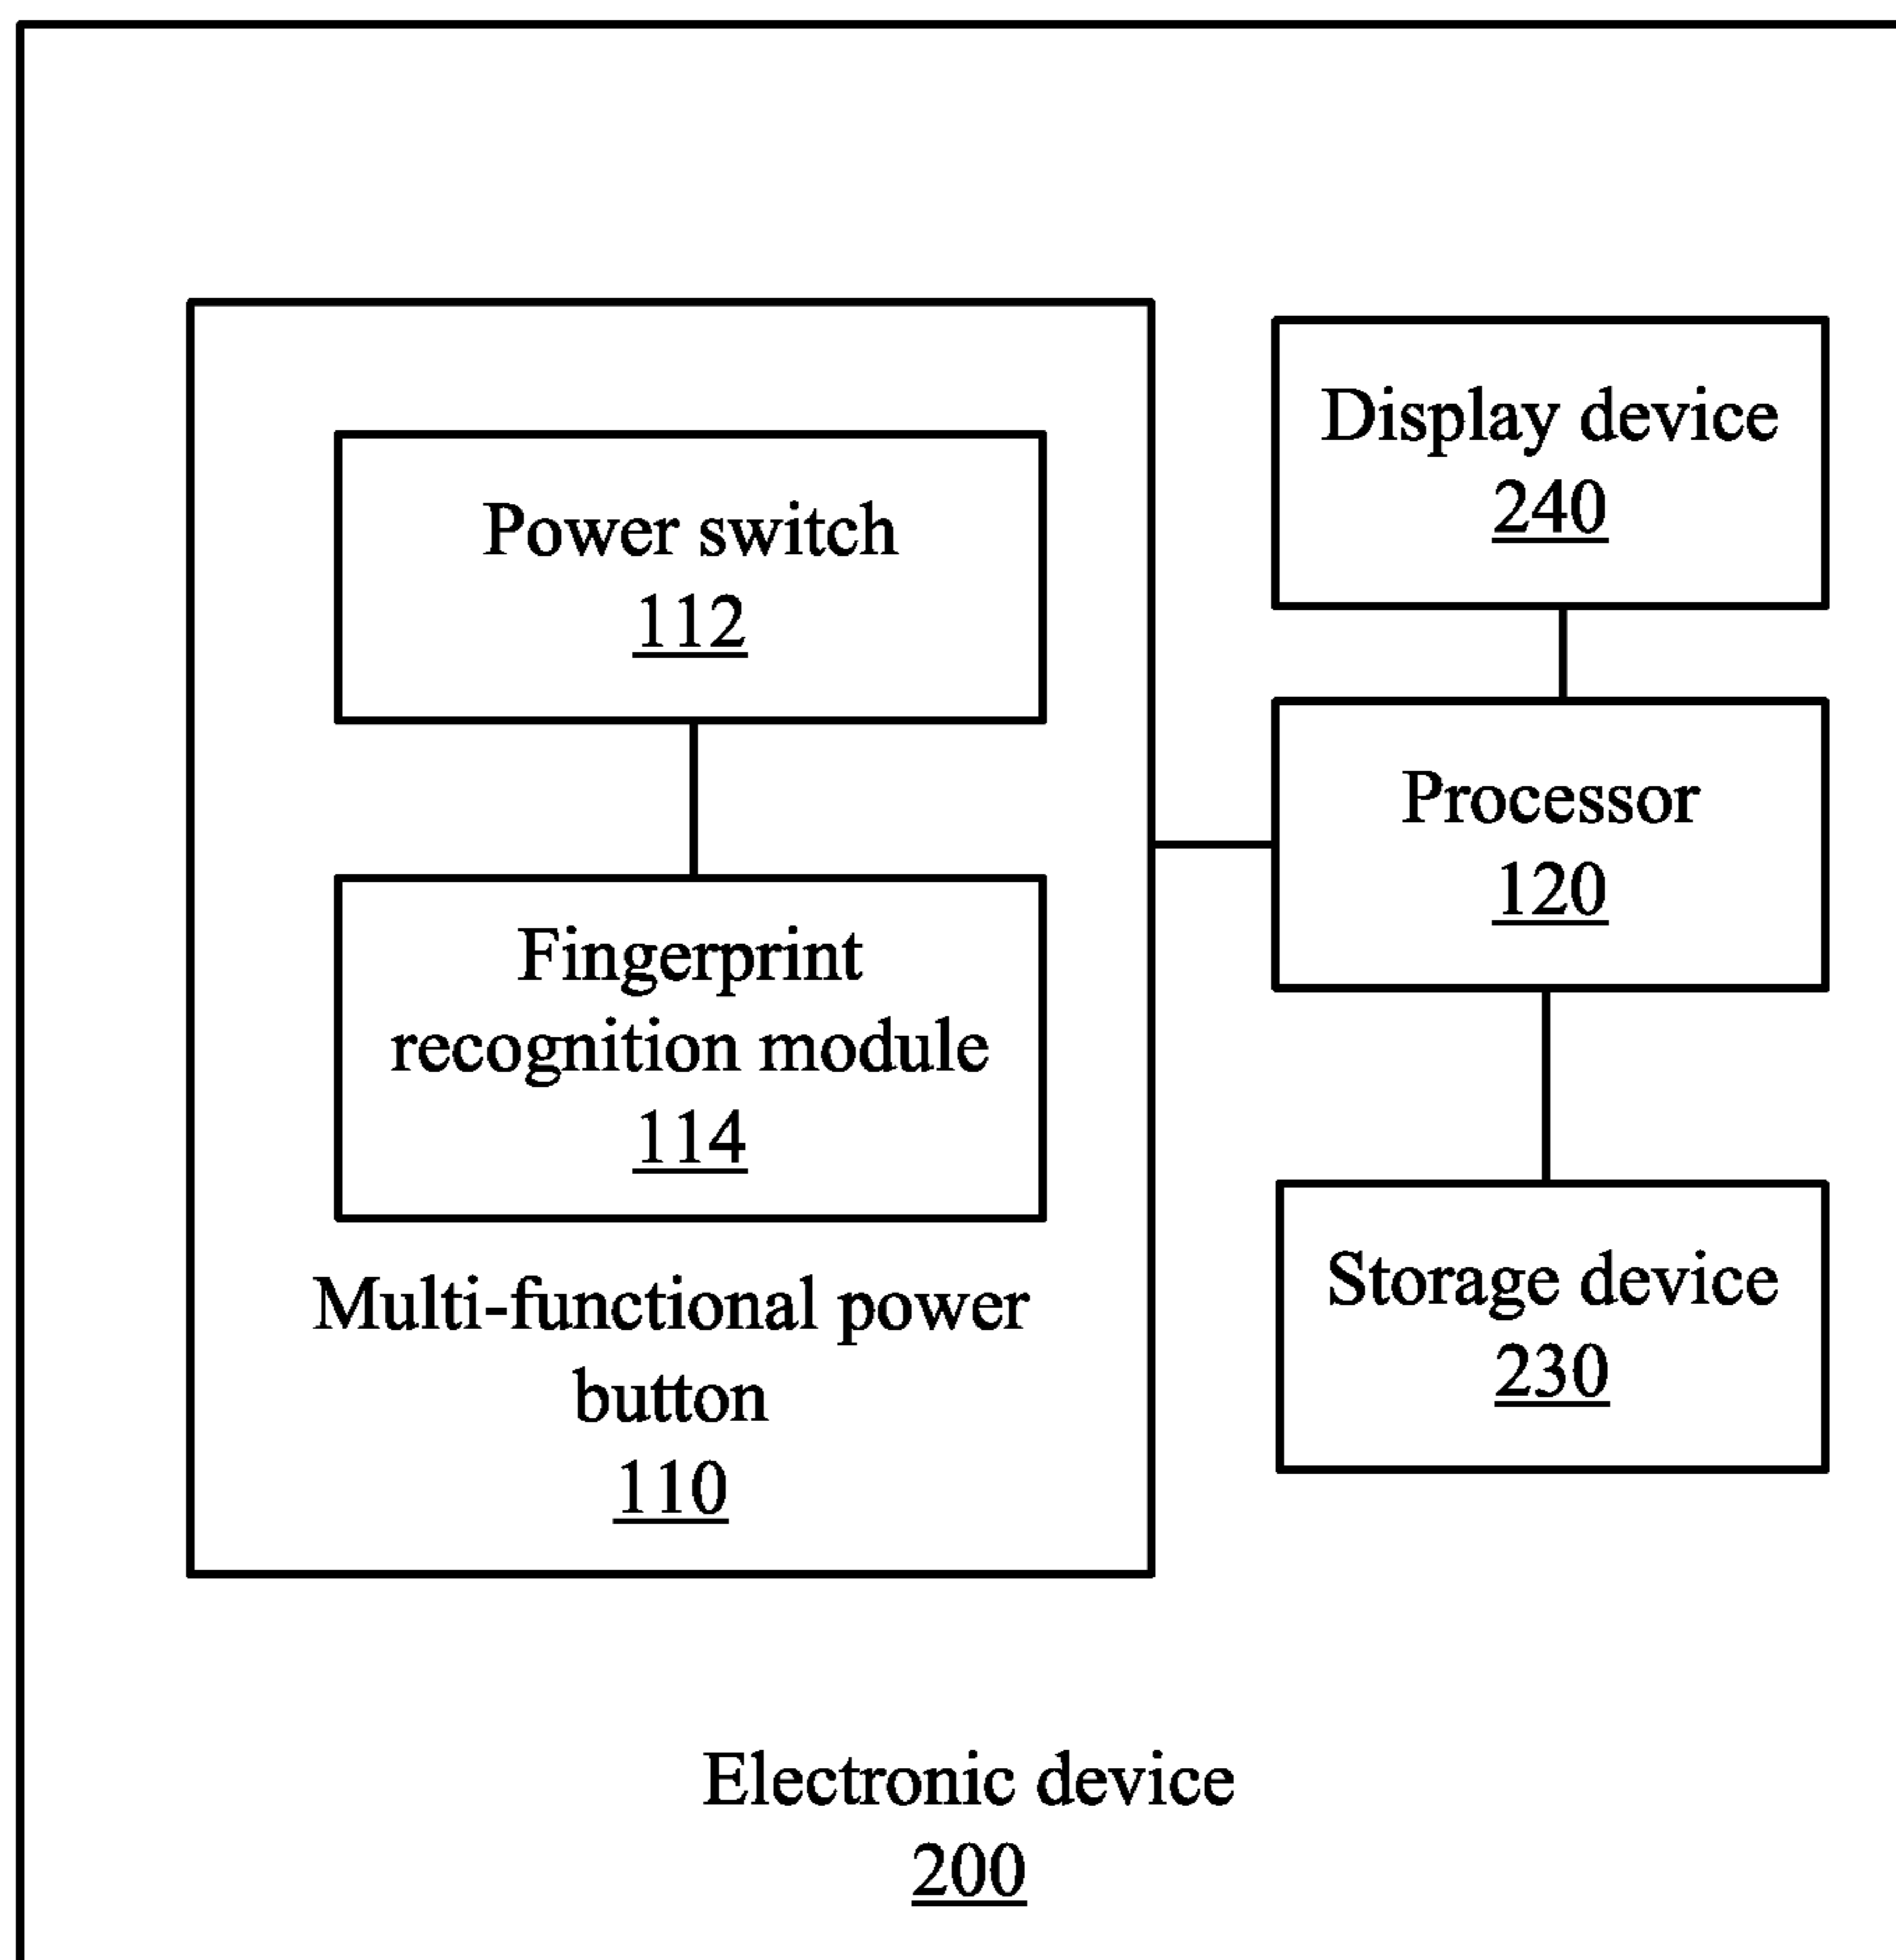 Power switch
112
Fingerprint
recognition module
114
Multi-functional power
button
110
Display device
240
Processor
120
Storage device
230
Electronic device
200